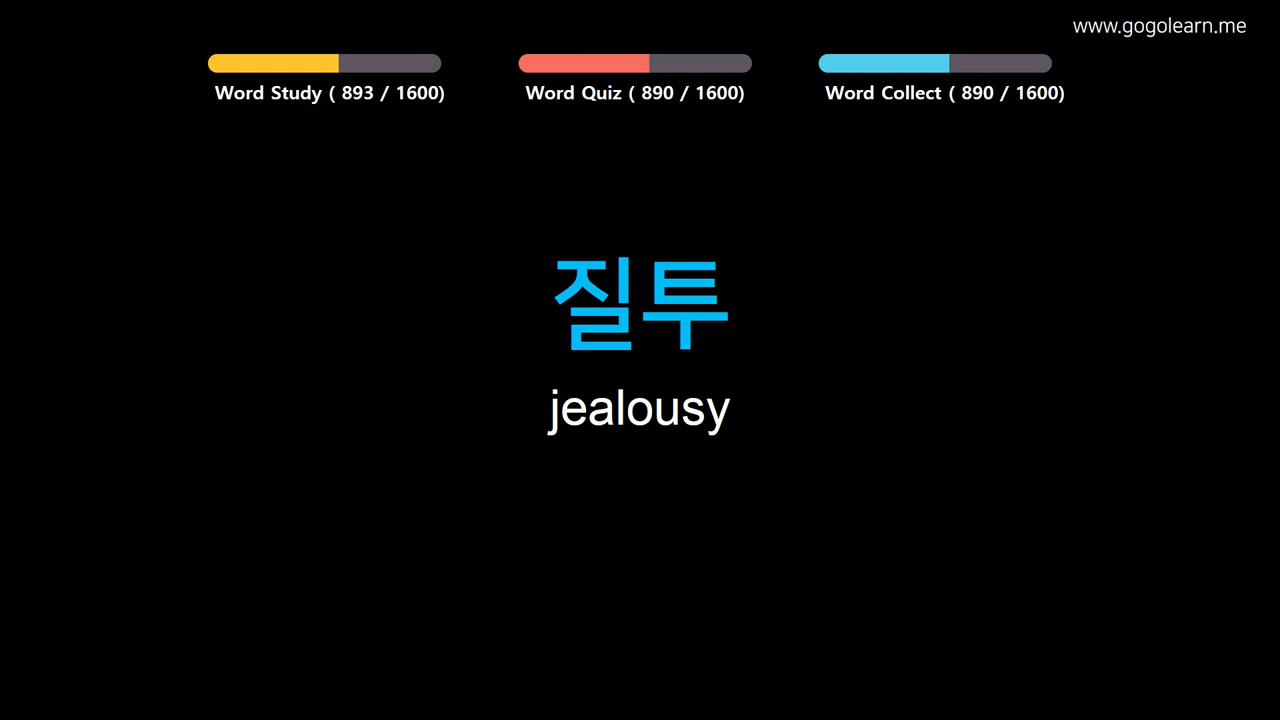 www.gogolearn.me
Word Study ( 893 / 1600)
Word Quiz ( 890 / 1600)
Word Collect ( 890 / 1600)
질투
jealousy